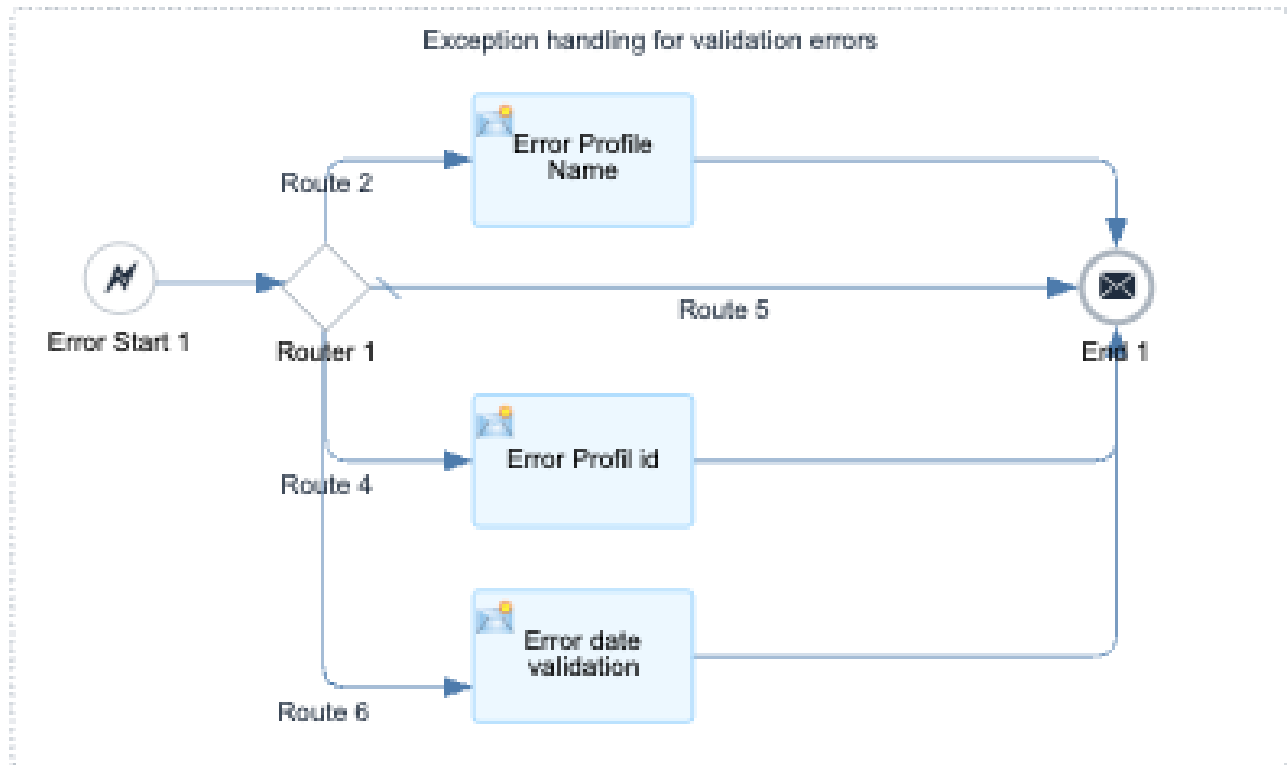 Exception handling for validation errors
Error Profile
Name
Route 2
Route 5
Error Start 1
Router 1
End 1
Error Profil id
Route 4
Error date
validation
Route 6